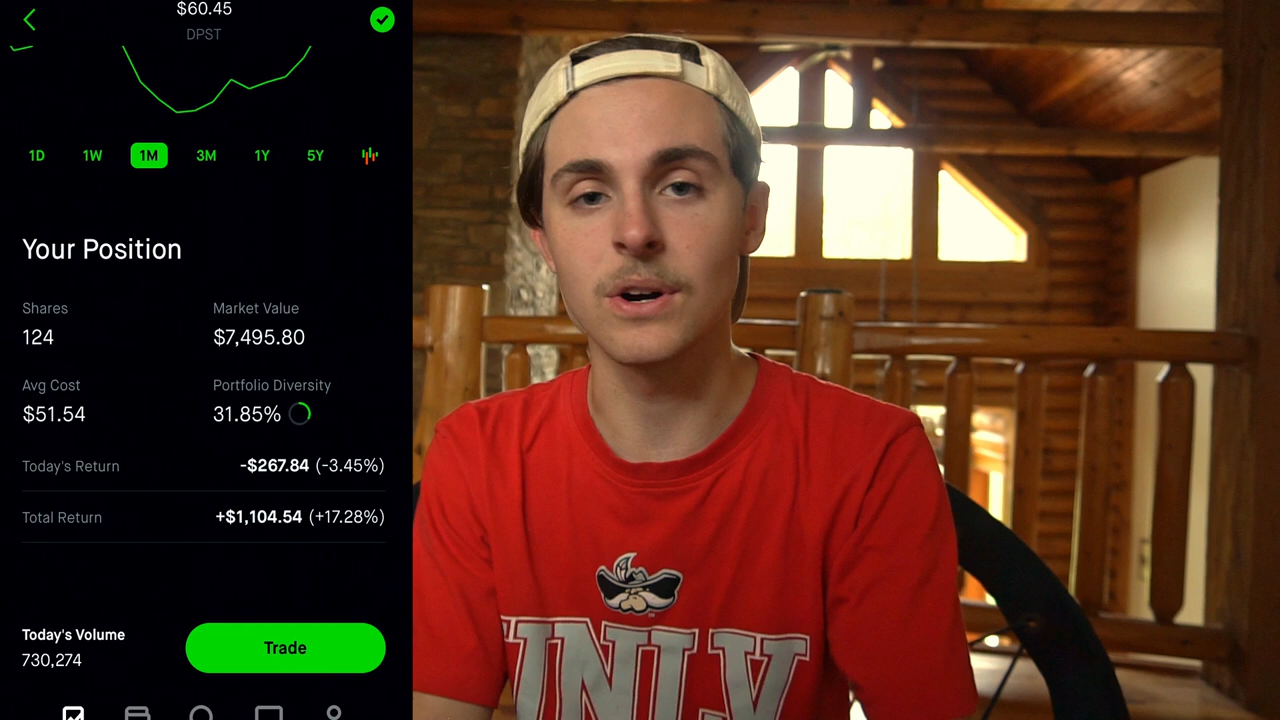 $60.45
DPST
1D 1W 1M 3M 1Y 5Y
Your Position
Shares Market Value
124 $7,495.80
Avg Cost Portfolio Diversity
$51.54 31.85%
Today's Return -$267.84 (-3.45%)
Total Return +$1,104.54 (+17.28%)
Today's Volume
730,274
Trade
UNLV